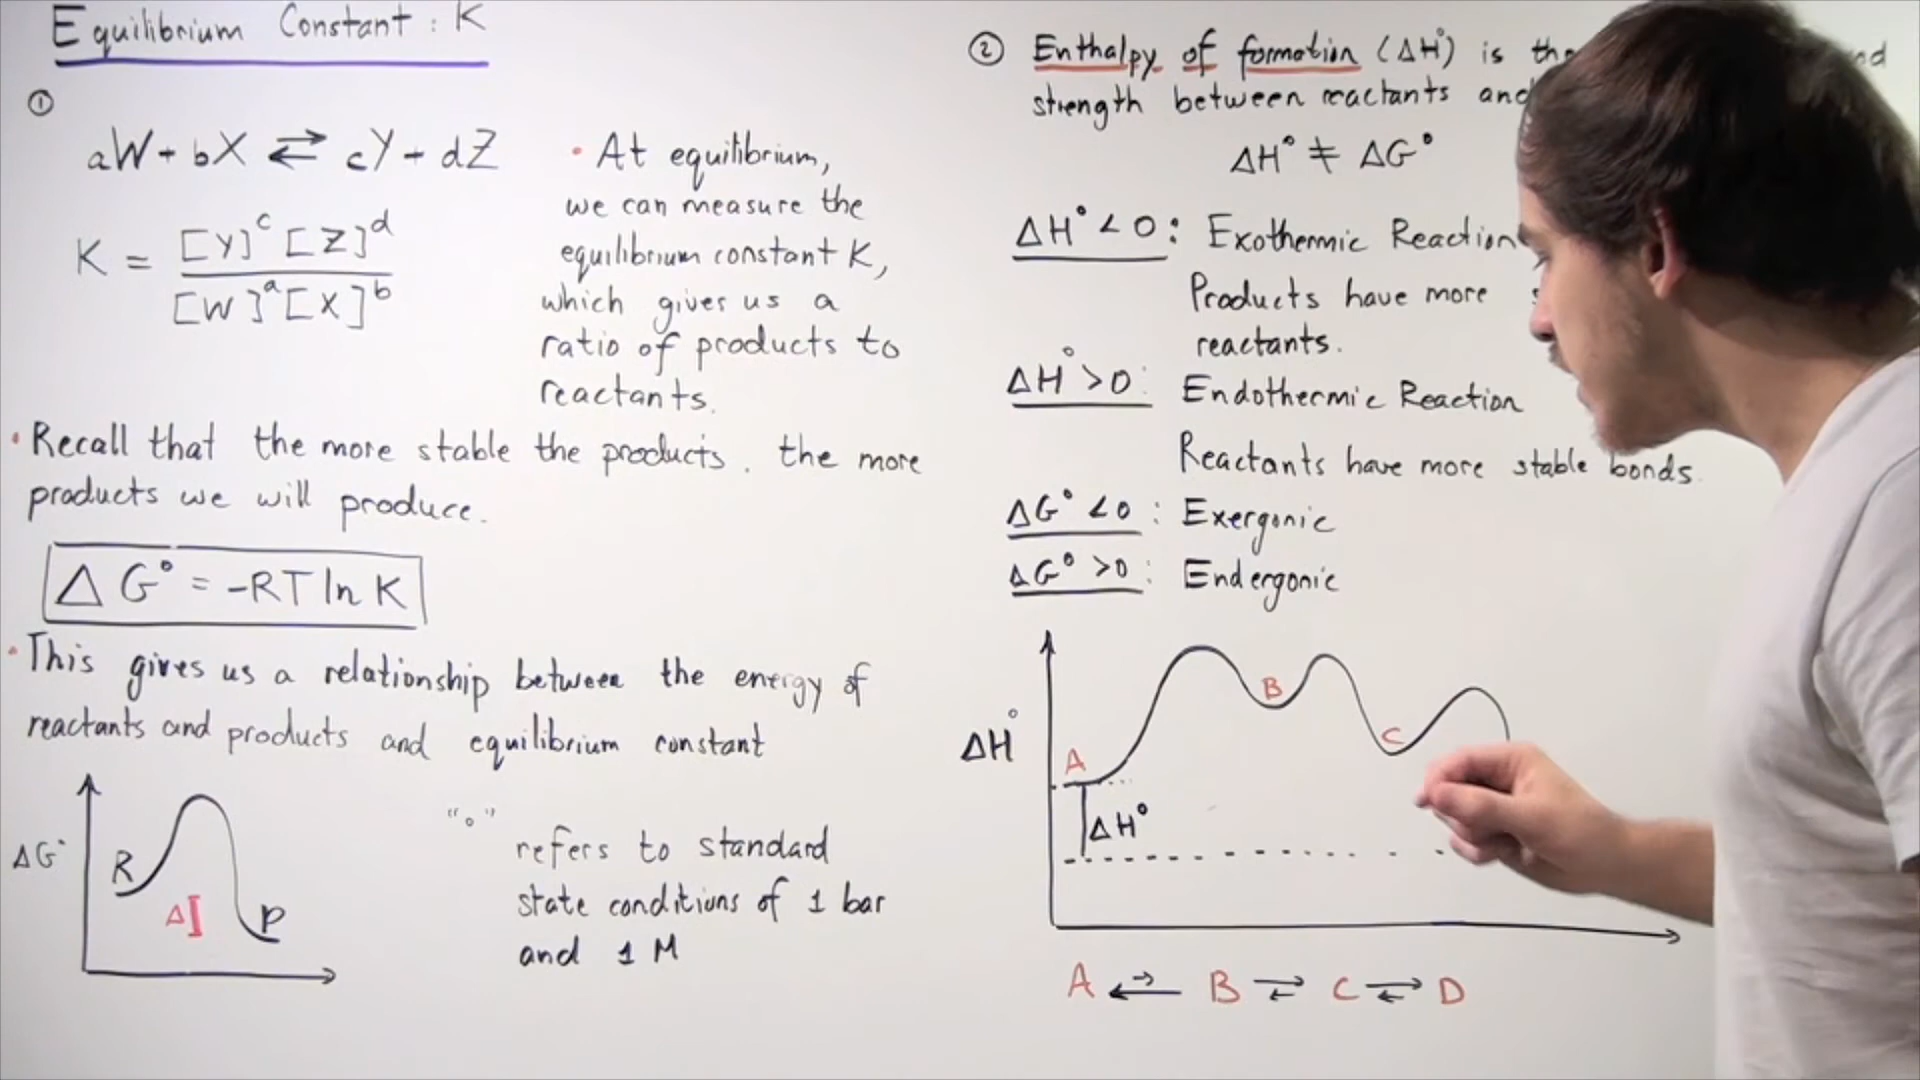 Equilibrium Constant: K
①
aW + bX ⇄ cY + dZ
K = [Y]ᶜ[Z]ᵈ / [W]ᵃ[X]ᵇ
• At equilibrium,
we can measure the
equilibrium constant K,
which gives us a
ratio of products to
reactants.
• Recall that the more stable the products, the more
products we will produce.
ΔG° = -RT ln K
• This gives us a relationship between the energy of
reactants and products and equilibrium constant
ΔG°
R
Δ
P
"°"
refers to standard
state conditions of 1 bar
and 1 M
② Enthalpy of formation (ΔH°) is
strength between reactants and
ΔH° ≠ ΔG°
ΔH° < 0: Exothermic Reaction
Products have more
reactants.
ΔH° > 0: Endothermic Reaction
Reactants have more stable bonds.
ΔG° < 0: Exergonic
ΔG° > 0: Endergonic
ΔH°
A
B
C
ΔH°
A ⇄ B ⇄ C ⇄ D